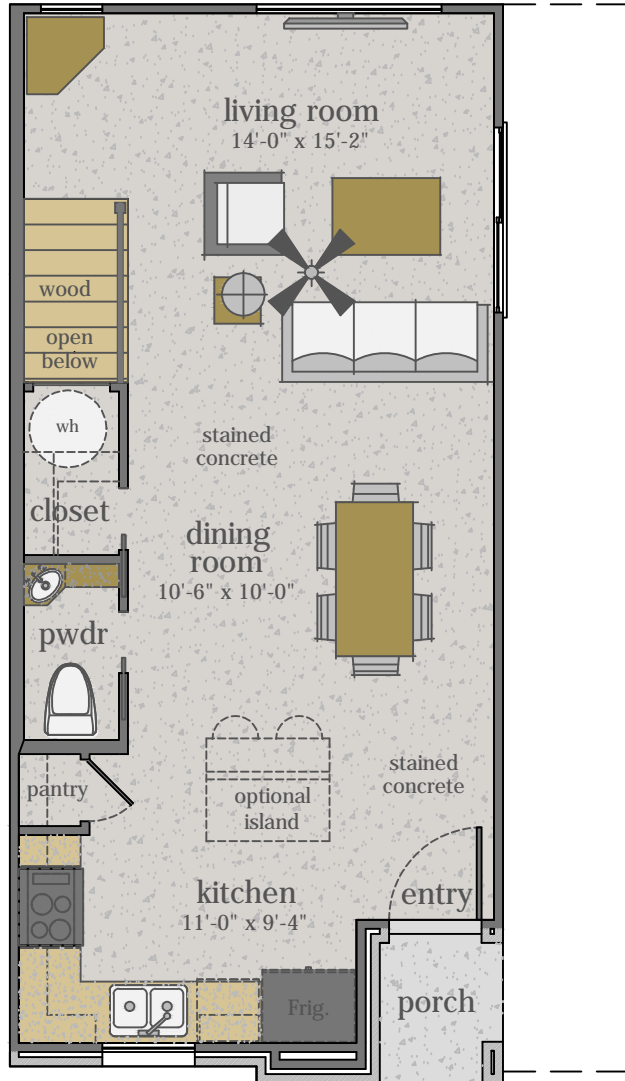 living room
14'-0" x 15'-2"
wood
open
below
wh
stained
concrete
closet
dining
room
10'-6" x 10'-0"
pwdr
stained
concrete
pantry
optional
island
kitchen
11'-0" x 9'-4"
entry
porch
Frig.